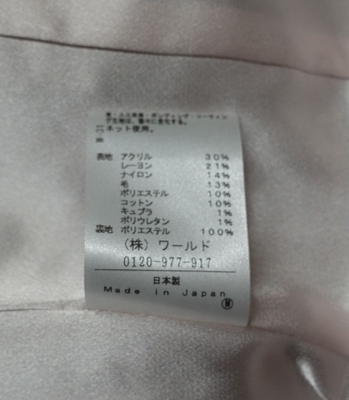 ネット使用。
表地 アクリル 30%
レーヨン 21%
ナイロン 14%
毛 13%
ポリエステル 10%
コットン 10%
キュプラ 1%
ポリウレタン 1%
裏地 ポリエステル 100%
(株) ワールド
0120-977-917
日本製
Made in Japan